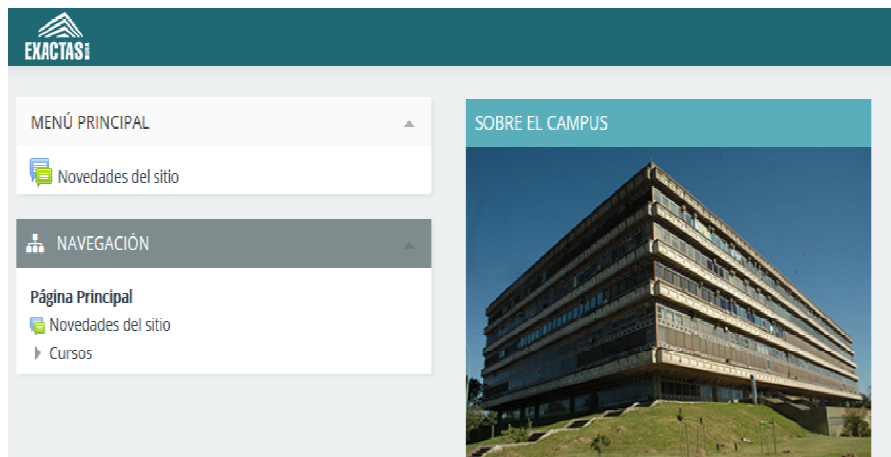 EXACTAS
MENÚ PRINCIPAL
Novedades del sitio
NAVEGACIÓN
Página Principal
Novedades del sitio
Cursos
SOBRE EL CAMPUS